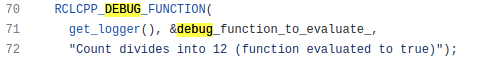 70 RCLCPP_DEBUG_FUNCTION(
71 get_logger(), &debug_function_to_evaluate_,
72 "Count divides into 12 (function evaluated to true)");